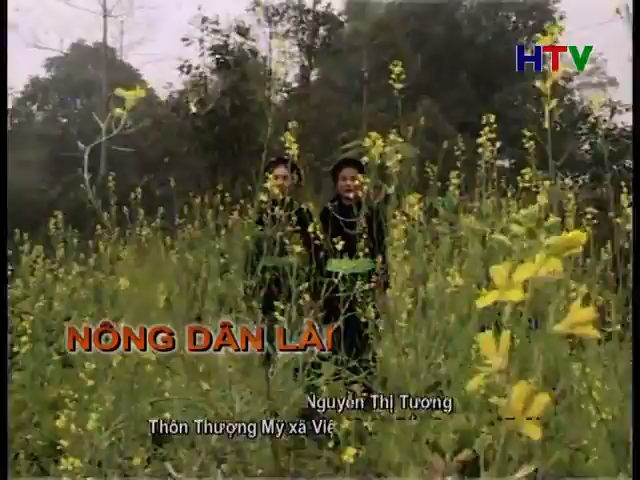 HTV
NÔNG DÂN LÀI
Nguyễn Thị Tương
Thôn Thượng Mỹ xã Việ